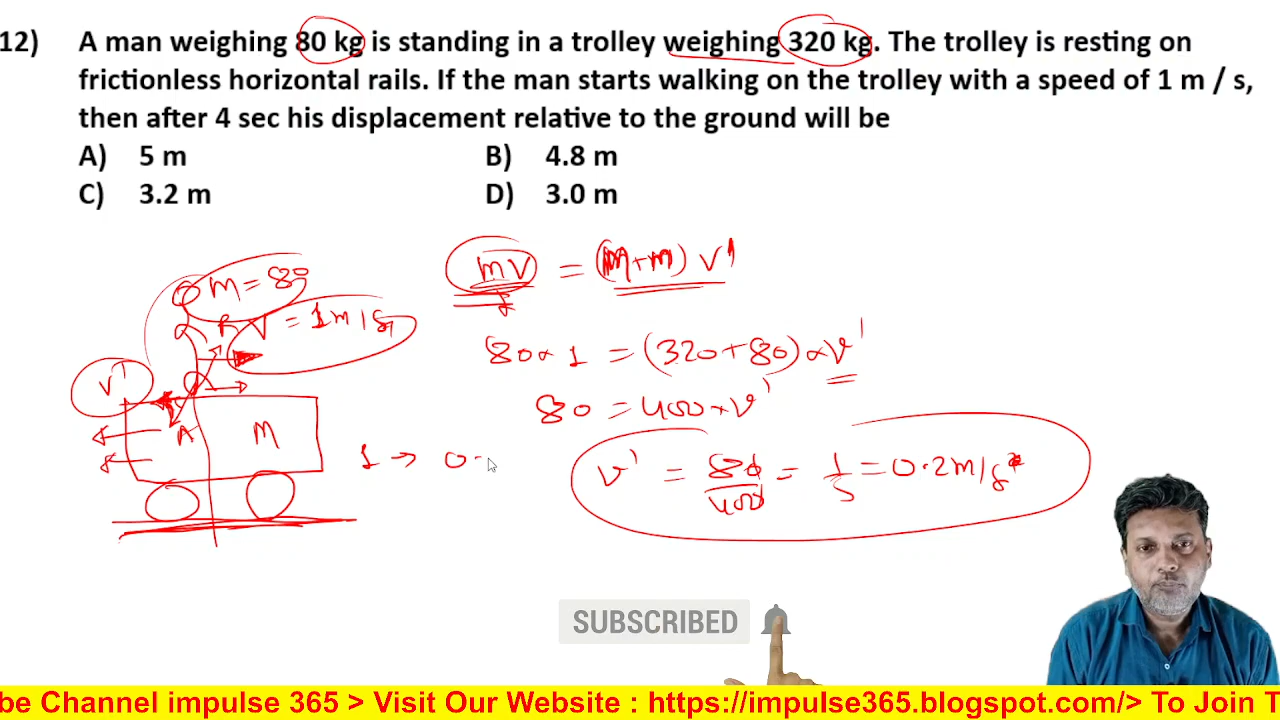 12) A man weighing 80 kg is standing in a trolley weighing 320 kg. The trolley is resting on
frictionless horizontal rails. If the man starts walking on the trolley with a speed of 1 m / s,
then after 4 sec his displacement relative to the ground will be
A) 5 m B) 4.8 m
C) 3.2 m D) 3.0 m
mv = (M+m) v'
m = 80
v = 1m/s
R
80 × 1 = (320+80) × v'
v'
80 = 400 × v'
A
M
1 → 0.
v' = 80/400 = 1/5 = 0.2 m/s
SUBSCRIBED
be Channel impulse 365 > Visit Our Website : https://impulse365.blogspot.com/> To Join T